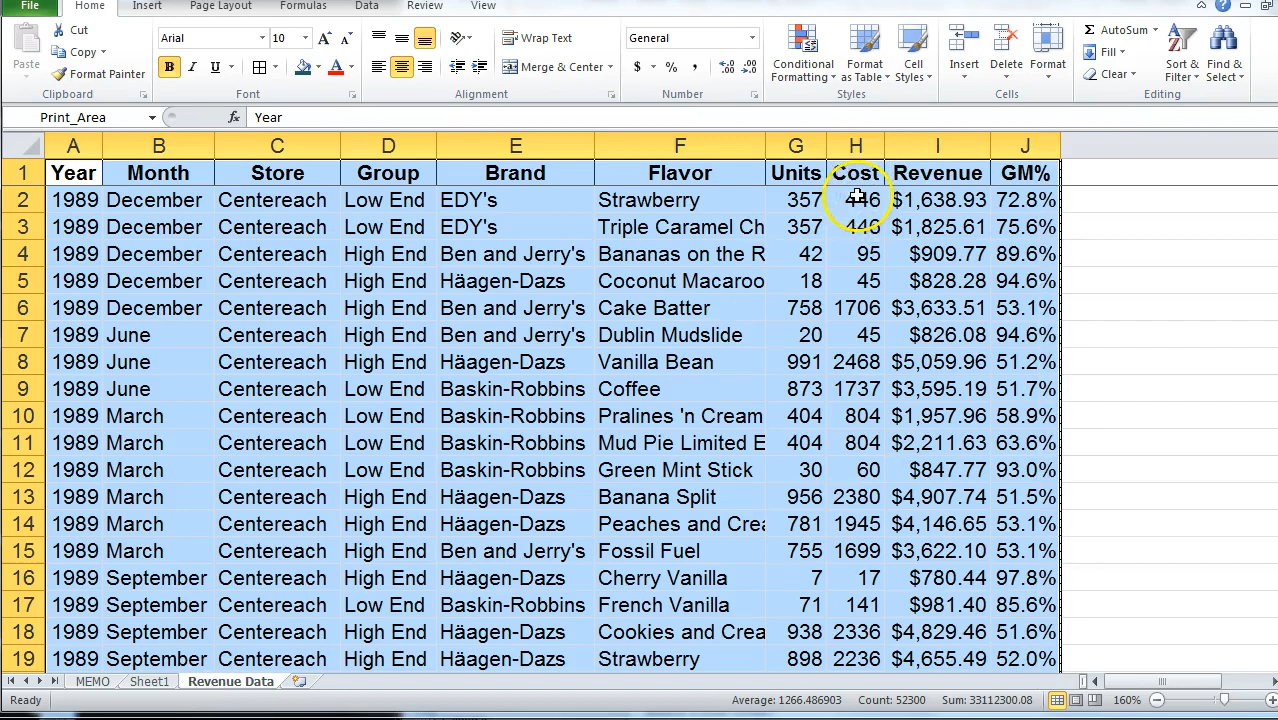 File Home Insert Page Layout Formulas Data Review View
Cut
Copy
Format Painter
Paste
Arial 10
B I U
Wrap Text
Merge & Center
General
$ % ,
Conditional Formatting
Format as Table
Cell Styles
Insert Delete Format
Σ AutoSum
Fill
Clear
Sort & Filter
Find & Select
Clipboard Font Alignment Number Styles Cells Editing
Print_Area fx Year
A B C D E F G H I J
1 Year Month Store Group Brand Flavor Units Cost Revenue GM%
2 1989 December Centereach Low End EDY's Strawberry 357 446 $1,638.93 72.8%
3 1989 December Centereach Low End EDY's Triple Caramel Ch 357 446 $1,825.61 75.6%
4 1989 December Centereach High End Ben and Jerry's Bananas on the R 42 95 $909.77 89.6%
5 1989 December Centereach High End Häagen-Dazs Coconut Macaroo 18 45 $828.28 94.6%
6 1989 December Centereach High End Ben and Jerry's Cake Batter 758 1706 $3,633.51 53.1%
7 1989 June Centereach High End Ben and Jerry's Dublin Mudslide 20 45 $826.08 94.6%
8 1989 June Centereach High End Häagen-Dazs Vanilla Bean 991 2468 $5,059.96 51.2%
9 1989 June Centereach Low End Baskin-Robbins Coffee 873 1737 $3,595.19 51.7%
10 1989 March Centereach Low End Baskin-Robbins Pralines 'n Cream 404 804 $1,957.96 58.9%
11 1989 March Centereach Low End Baskin-Robbins Mud Pie Limited E 404 804 $2,211.63 63.6%
12 1989 March Centereach Low End Baskin-Robbins Green Mint Stick 30 60 $847.77 93.0%
13 1989 March Centereach High End Häagen-Dazs Banana Split 956 2380 $4,907.74 51.5%
14 1989 March Centereach High End Häagen-Dazs Peaches and Crea 781 1945 $4,146.65 53.1%
15 1989 March Centereach High End Ben and Jerry's Fossil Fuel 755 1699 $3,622.10 53.1%
16 1989 September Centereach High End Häagen-Dazs Cherry Vanilla 7 17 $780.44 97.8%
17 1989 September Centereach Low End Baskin-Robbins French Vanilla 71 141 $981.40 85.6%
18 1989 September Centereach High End Häagen-Dazs Cookies and Crea 938 2336 $4,829.46 51.6%
19 1989 September Centereach High End Häagen-Dazs Strawberry 898 2236 $4,655.49 52.0%
MEMO Sheet1 Revenue Data
Ready Average: 1266.486903 Count: 52300 Sum: 33112300.08 160%